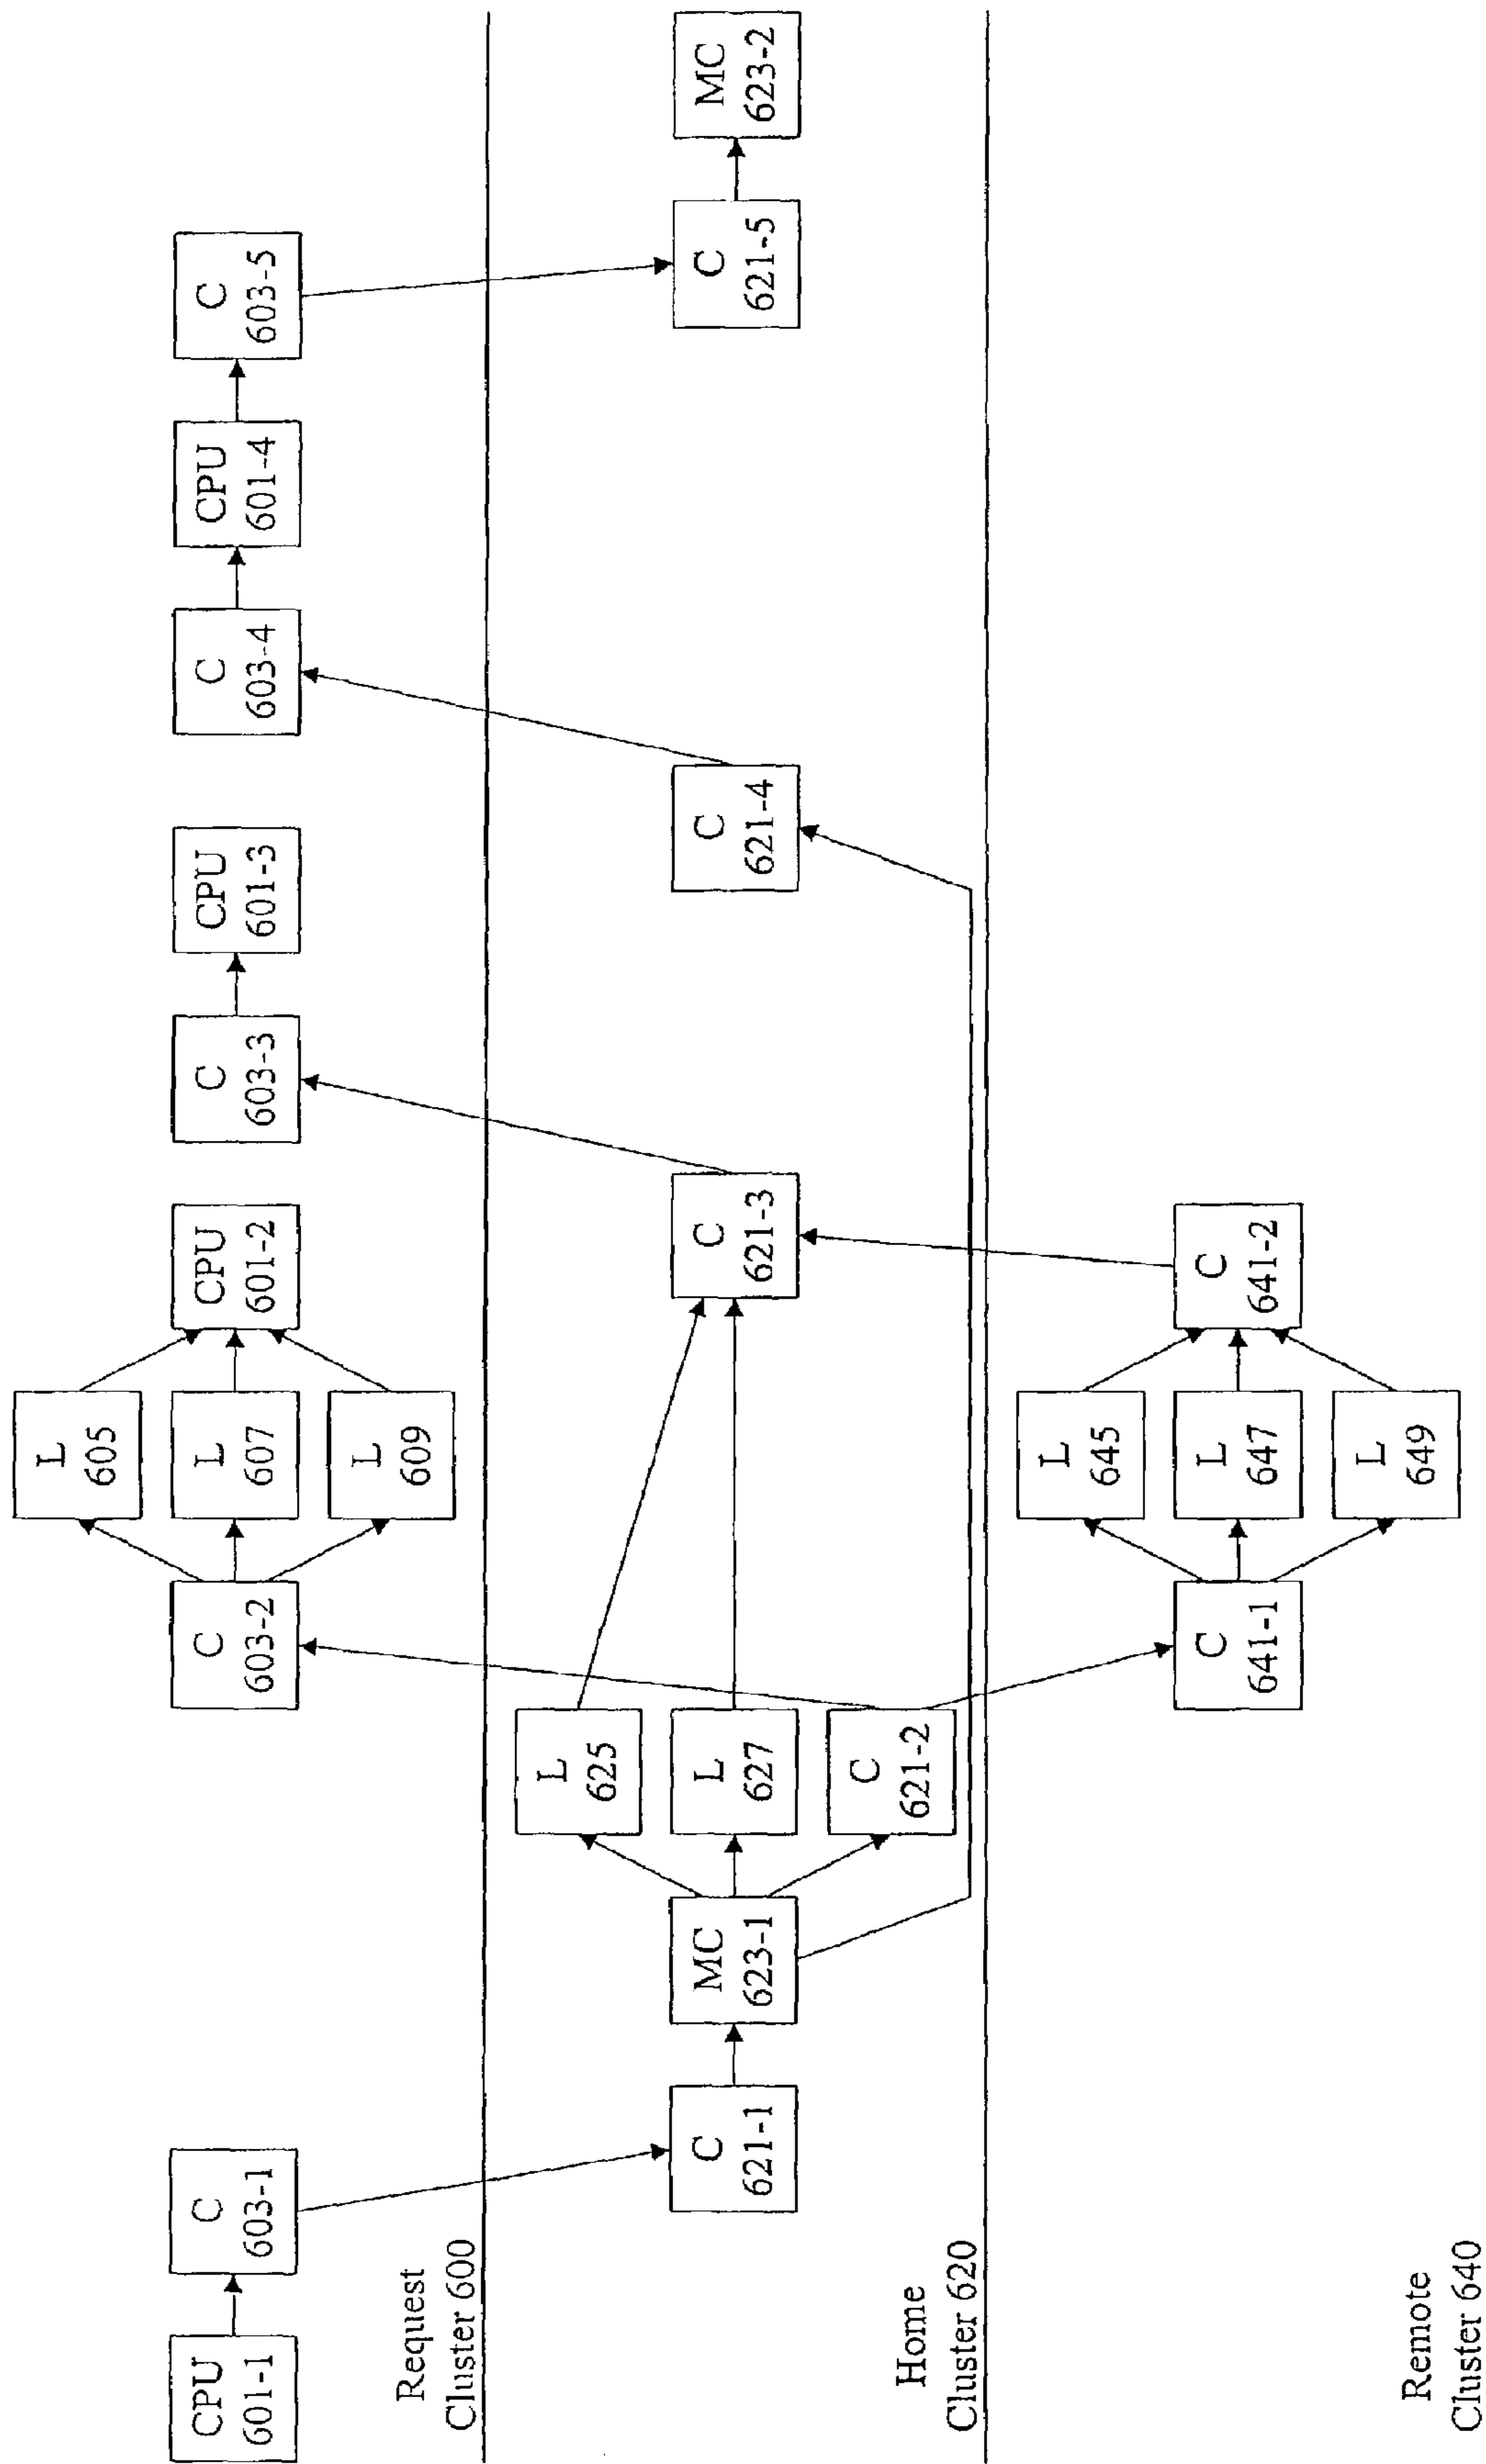 CPU
601-1
C
603-1
C
603-2
L
605
L
607
L
609
CPU
601-2
C
603-3
CPU
601-3
C
603-4
CPU
601-4
C
603-5
Request
Cluster 600
C
621-1
MC
623-1
L
625
L
627
C
621-2
C
621-3
C
621-4
C
621-5
MC
623-2
Home
Cluster 620
C
641-1
L
645
L
647
L
649
C
641-2
Remote
Cluster 640